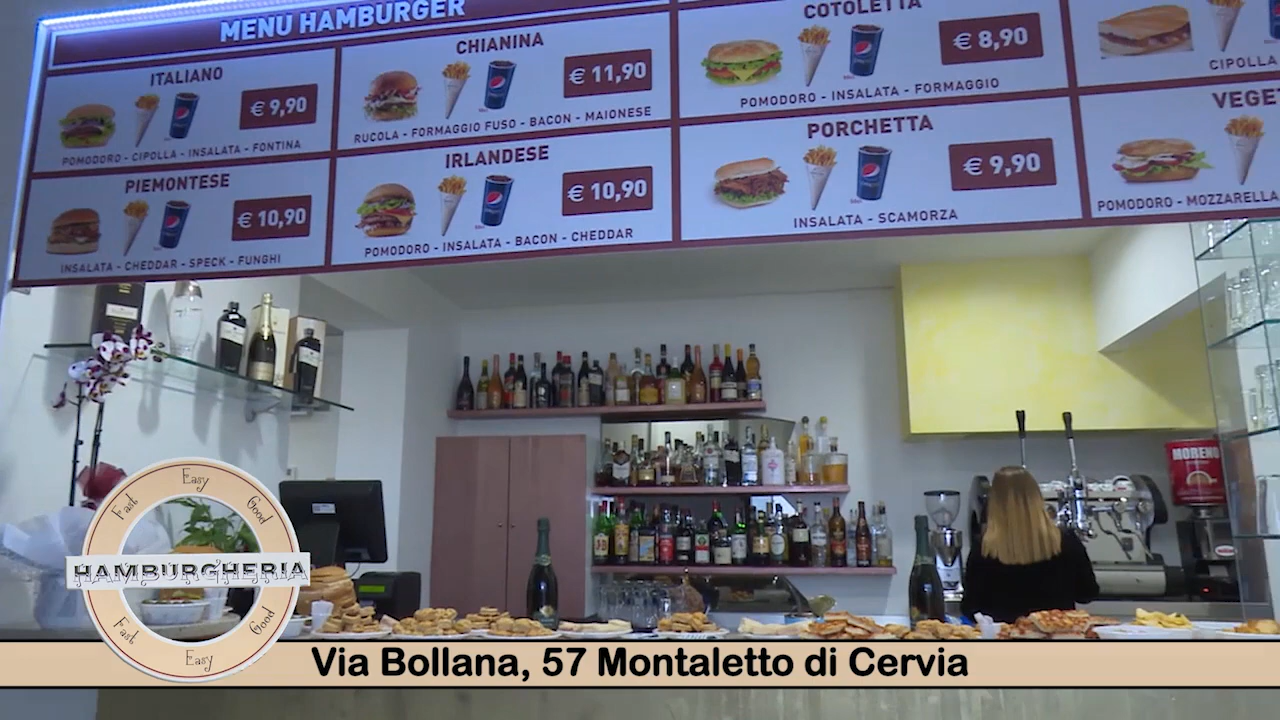 MENU HAMBURGER
ITALIANO
€ 9,90
POMODORO - CIPOLLA - INSALATA - FONTINA
CHIANINA
€ 11,90
RUCOLA - FORMAGGIO FUSO - BACON - MAIONESE
COTOLETTA
€ 8,90
POMODORO - INSALATA - FORMAGGIO
CIPOLLA
PIEMONTESE
€ 10,90
INSALATA - CHEDDAR - SPECK - FUNGHI
IRLANDESE
€ 10,90
POMODORO - INSALATA - BACON - CHEDDAR
PORCHETTA
€ 9,90
INSALATA - SCAMORZA
VEGET
POMODORO - MOZZARELLA
MORENO
Fast Easy Good
HAMBURGHERIA
Fast Easy Good
Via Bollana, 57 Montaletto di Cervia